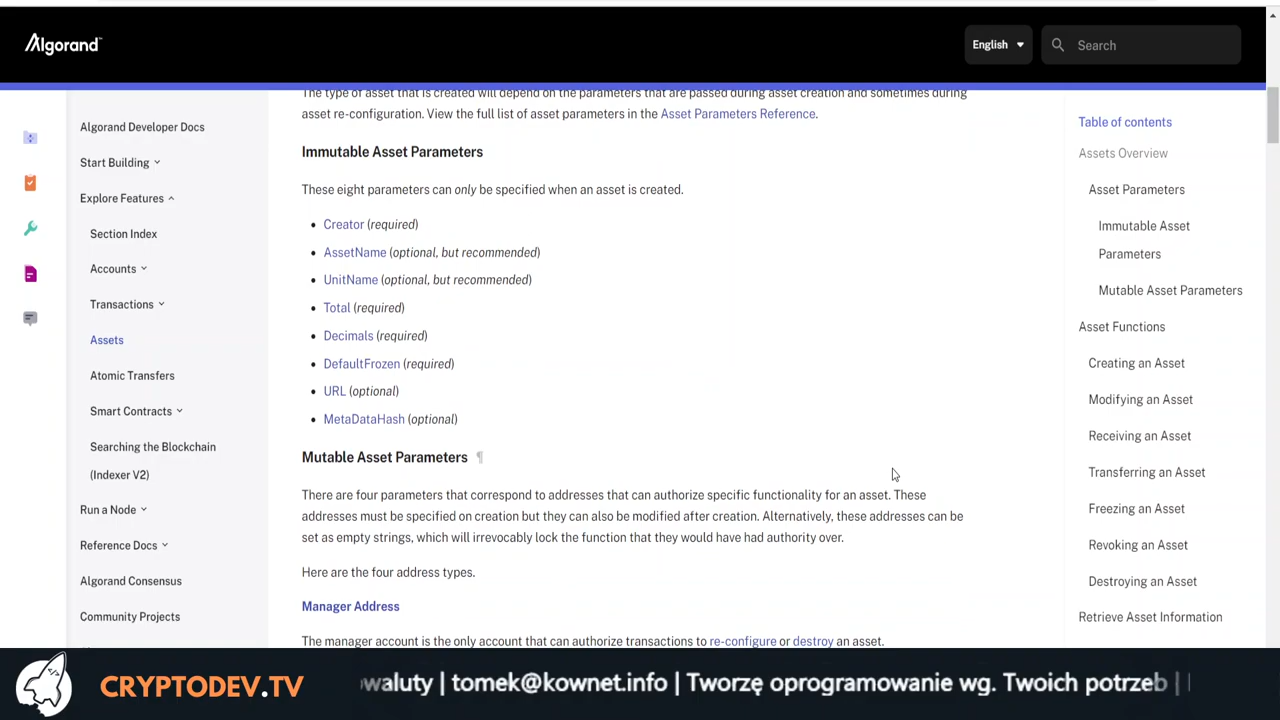 Algorand
English
Search
The type of asset that is created will depend on the parameters that are passed during asset creation and sometimes during
asset re-configuration. View the full list of asset parameters in the Asset Parameters Reference.
Immutable Asset Parameters
These eight parameters can only be specified when an asset is created.
• Creator (required)
• AssetName (optional, but recommended)
• UnitName (optional, but recommended)
• Total (required)
• Decimals (required)
• DefaultFrozen (required)
• URL (optional)
• MetaDataHash (optional)
Mutable Asset Parameters ¶
There are four parameters that correspond to addresses that can authorize specific functionality for an asset. These
addresses must be specified on creation but they can also be modified after creation. Alternatively, these addresses can be
set as empty strings, which will irrevocably lock the function that they would have had authority over.
Here are the four address types.
Manager Address
The manager account is the only account that can authorize transactions to re-configure or destroy an asset.
Algorand Developer Docs
Start Building
Explore Features
Section Index
Accounts
Transactions
Assets
Atomic Transfers
Smart Contracts
Searching the Blockchain
(Indexer V2)
Run a Node
Reference Docs
Algorand Consensus
Community Projects
Table of contents
Assets Overview
Asset Parameters
Immutable Asset
Parameters
Mutable Asset Parameters
Asset Functions
Creating an Asset
Modifying an Asset
Receiving an Asset
Transferring an Asset
Freezing an Asset
Revoking an Asset
Destroying an Asset
Retrieve Asset Information
CRYPTODEV.TV
owaluty | tomek@kownet.info | Tworzę oprogramowanie wg. Twoich potrzeb |